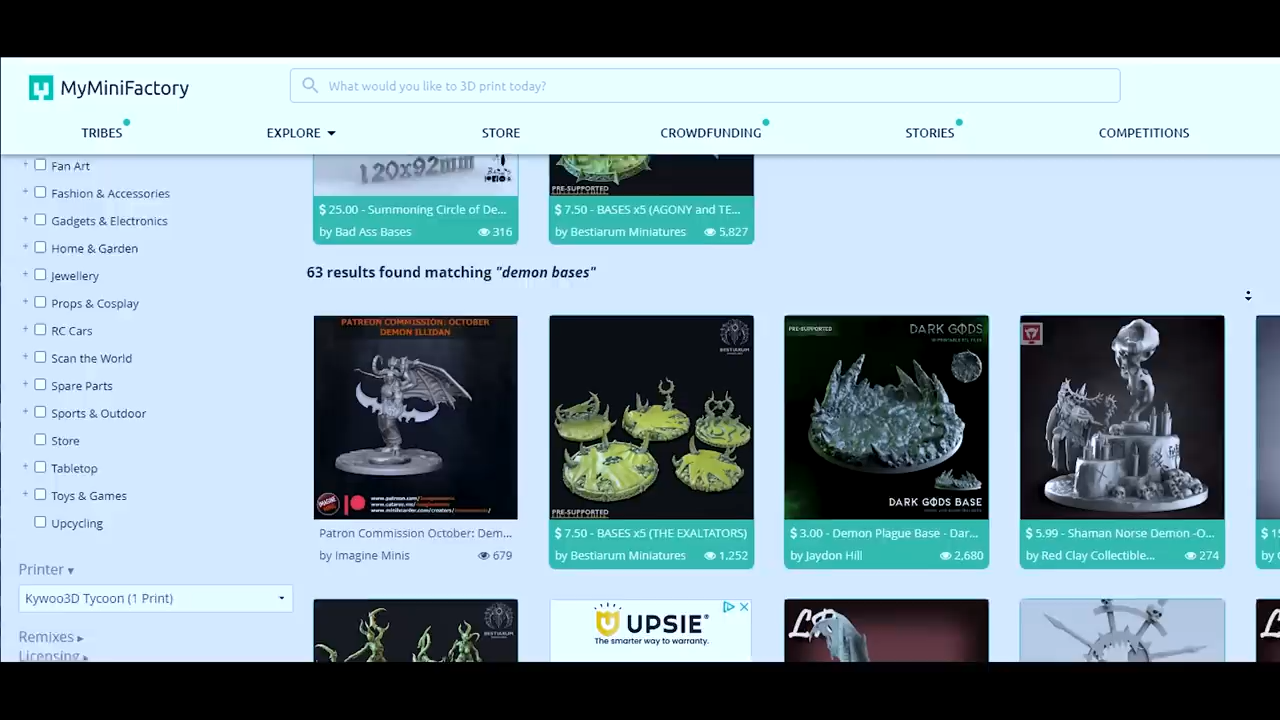 MyMiniFactory
What would you like to 3D print today?
TRIBES
EXPLORE
STORE
CROWDFUNDING
STORIES
COMPETITIONS
Fan Art
Fashion & Accessories
Gadgets & Electronics
Home & Garden
Jewellery
Props & Cosplay
RC Cars
Scan the World
Spare Parts
Sports & Outdoor
Store
Tabletop
Toys & Games
Upcycling
Printer
Kywoo3D Tycoon (1 Print)
Remixes
Licensing
120x92mm
$ 25.00 - Summoning Circle of De...
by Bad Ass Bases 316
PRE-SUPPORTED
$ 7.50 - BASES x5 (AGONY and TE...
by Bestiarum Miniatures 5,827
63 results found matching "demon bases"
PATREON COMMISSION: OCTOBER
DEMON ILLIDAN
Patron Commission October: Dem...
by Imagine Minis 679
BESTIARUM
PRE-SUPPORTED
$ 7.50 - BASES x5 (THE EXALTATORS)
by Bestiarum Miniatures 1,252
PRE-SUPPORTED
DARK GODS
DARK GODS BASE
$ 3.00 - Demon Plague Base - Dar...
by Jaydon Hill 2,680
$ 5.99 - Shaman Norse Demon -O...
by Red Clay Collectible... 274
$ 15
by C
UPSIE
The smarter way to warranty.